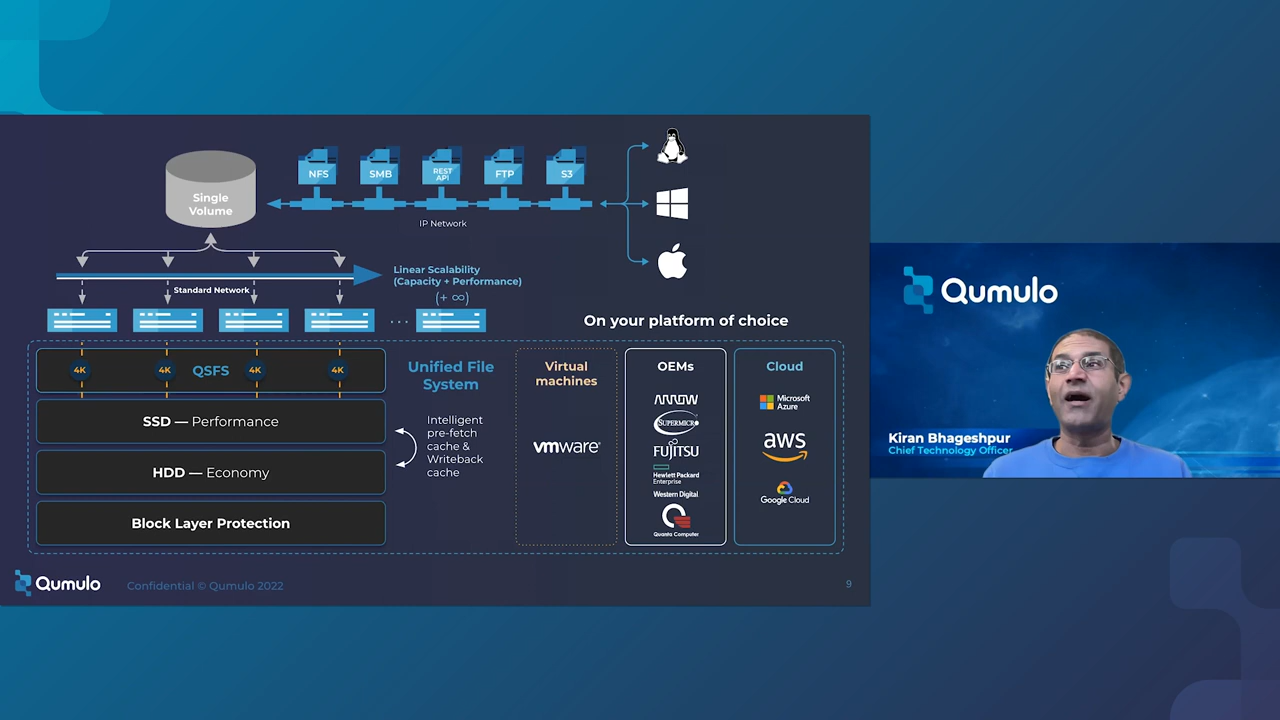 Single
Volume
NFS
SMB
REST
API
FTP
S3
IP Network
Linear Scalability
(Capacity + Performance)
(+ ∞)
Standard Network
...
On your platform of choice
4K
4K
QSFS
4K
4K
SSD — Performance
HDD — Economy
Block Layer Protection
Unified File
System
Intelligent
pre-fetch
cache &
Writeback
cache
Virtual
machines
vmware®
OEMs
ARROW
SUPERMICRO
FUJITSU
Hewlett Packard
Enterprise
Western Digital
Quanta Computer
Cloud
Microsoft
Azure
aws
Google Cloud
Qumulo
Confidential © Qumulo 2022
9
Qumulo
Kiran Bhageshpur
Chief Technology Officer